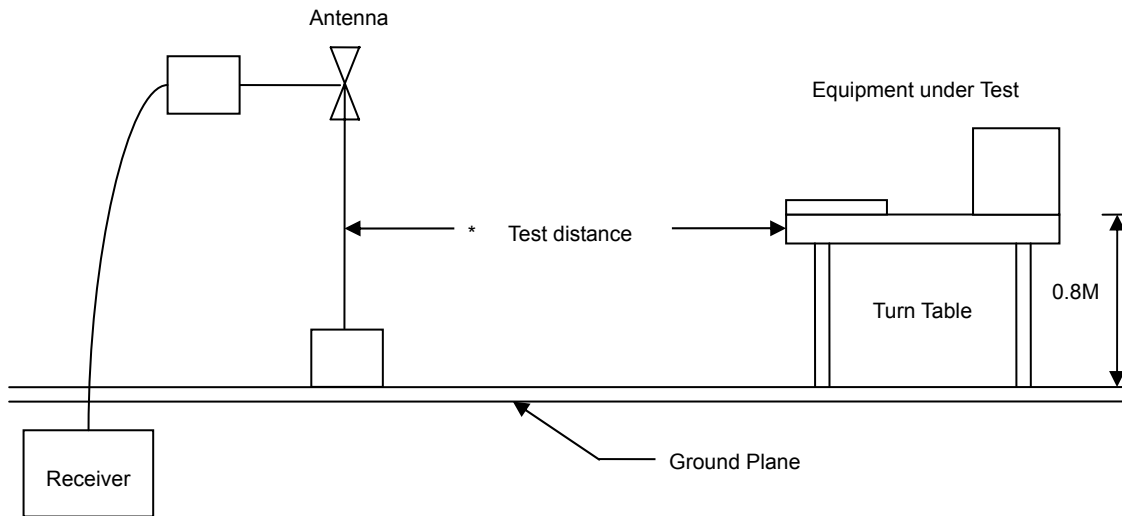 Antenna
Equipment under Test
* Test distance
0.8M
Turn Table
Ground Plane
Receiver